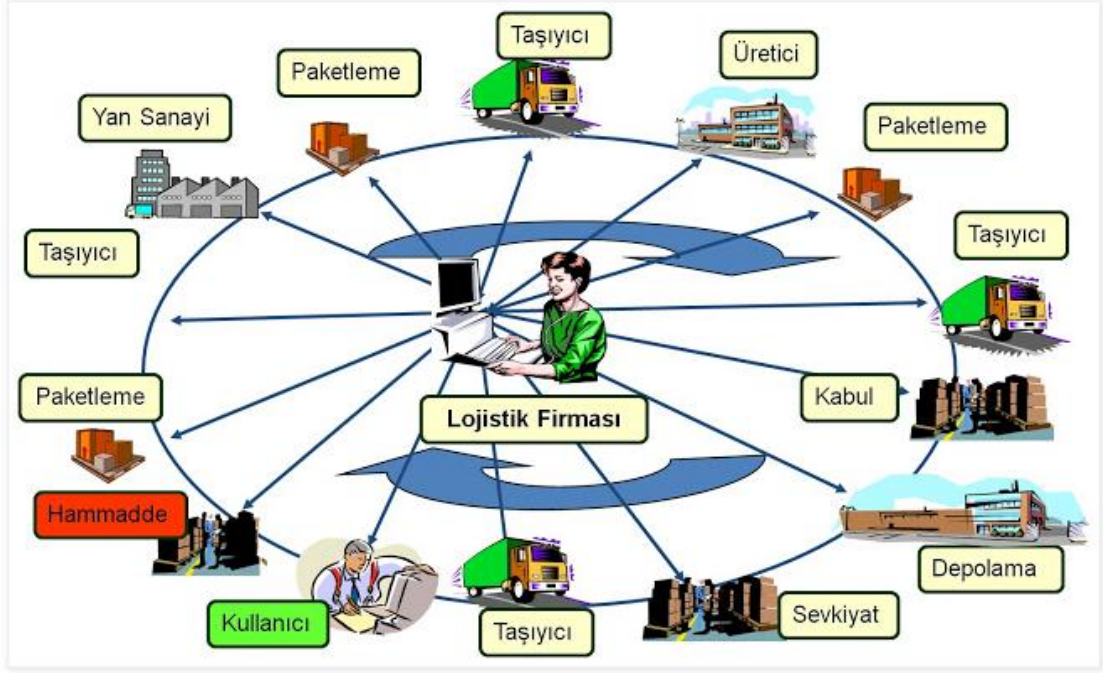 Taşıyıcı
Üretici
Paketleme
Paketleme
Yan Sanayi
Taşıyıcı
Taşıyıcı
Paketleme
Kabul
Lojistik Firması
Hammadde
Depolama
Kullanıcı
Taşıyıcı
Sevkiyat